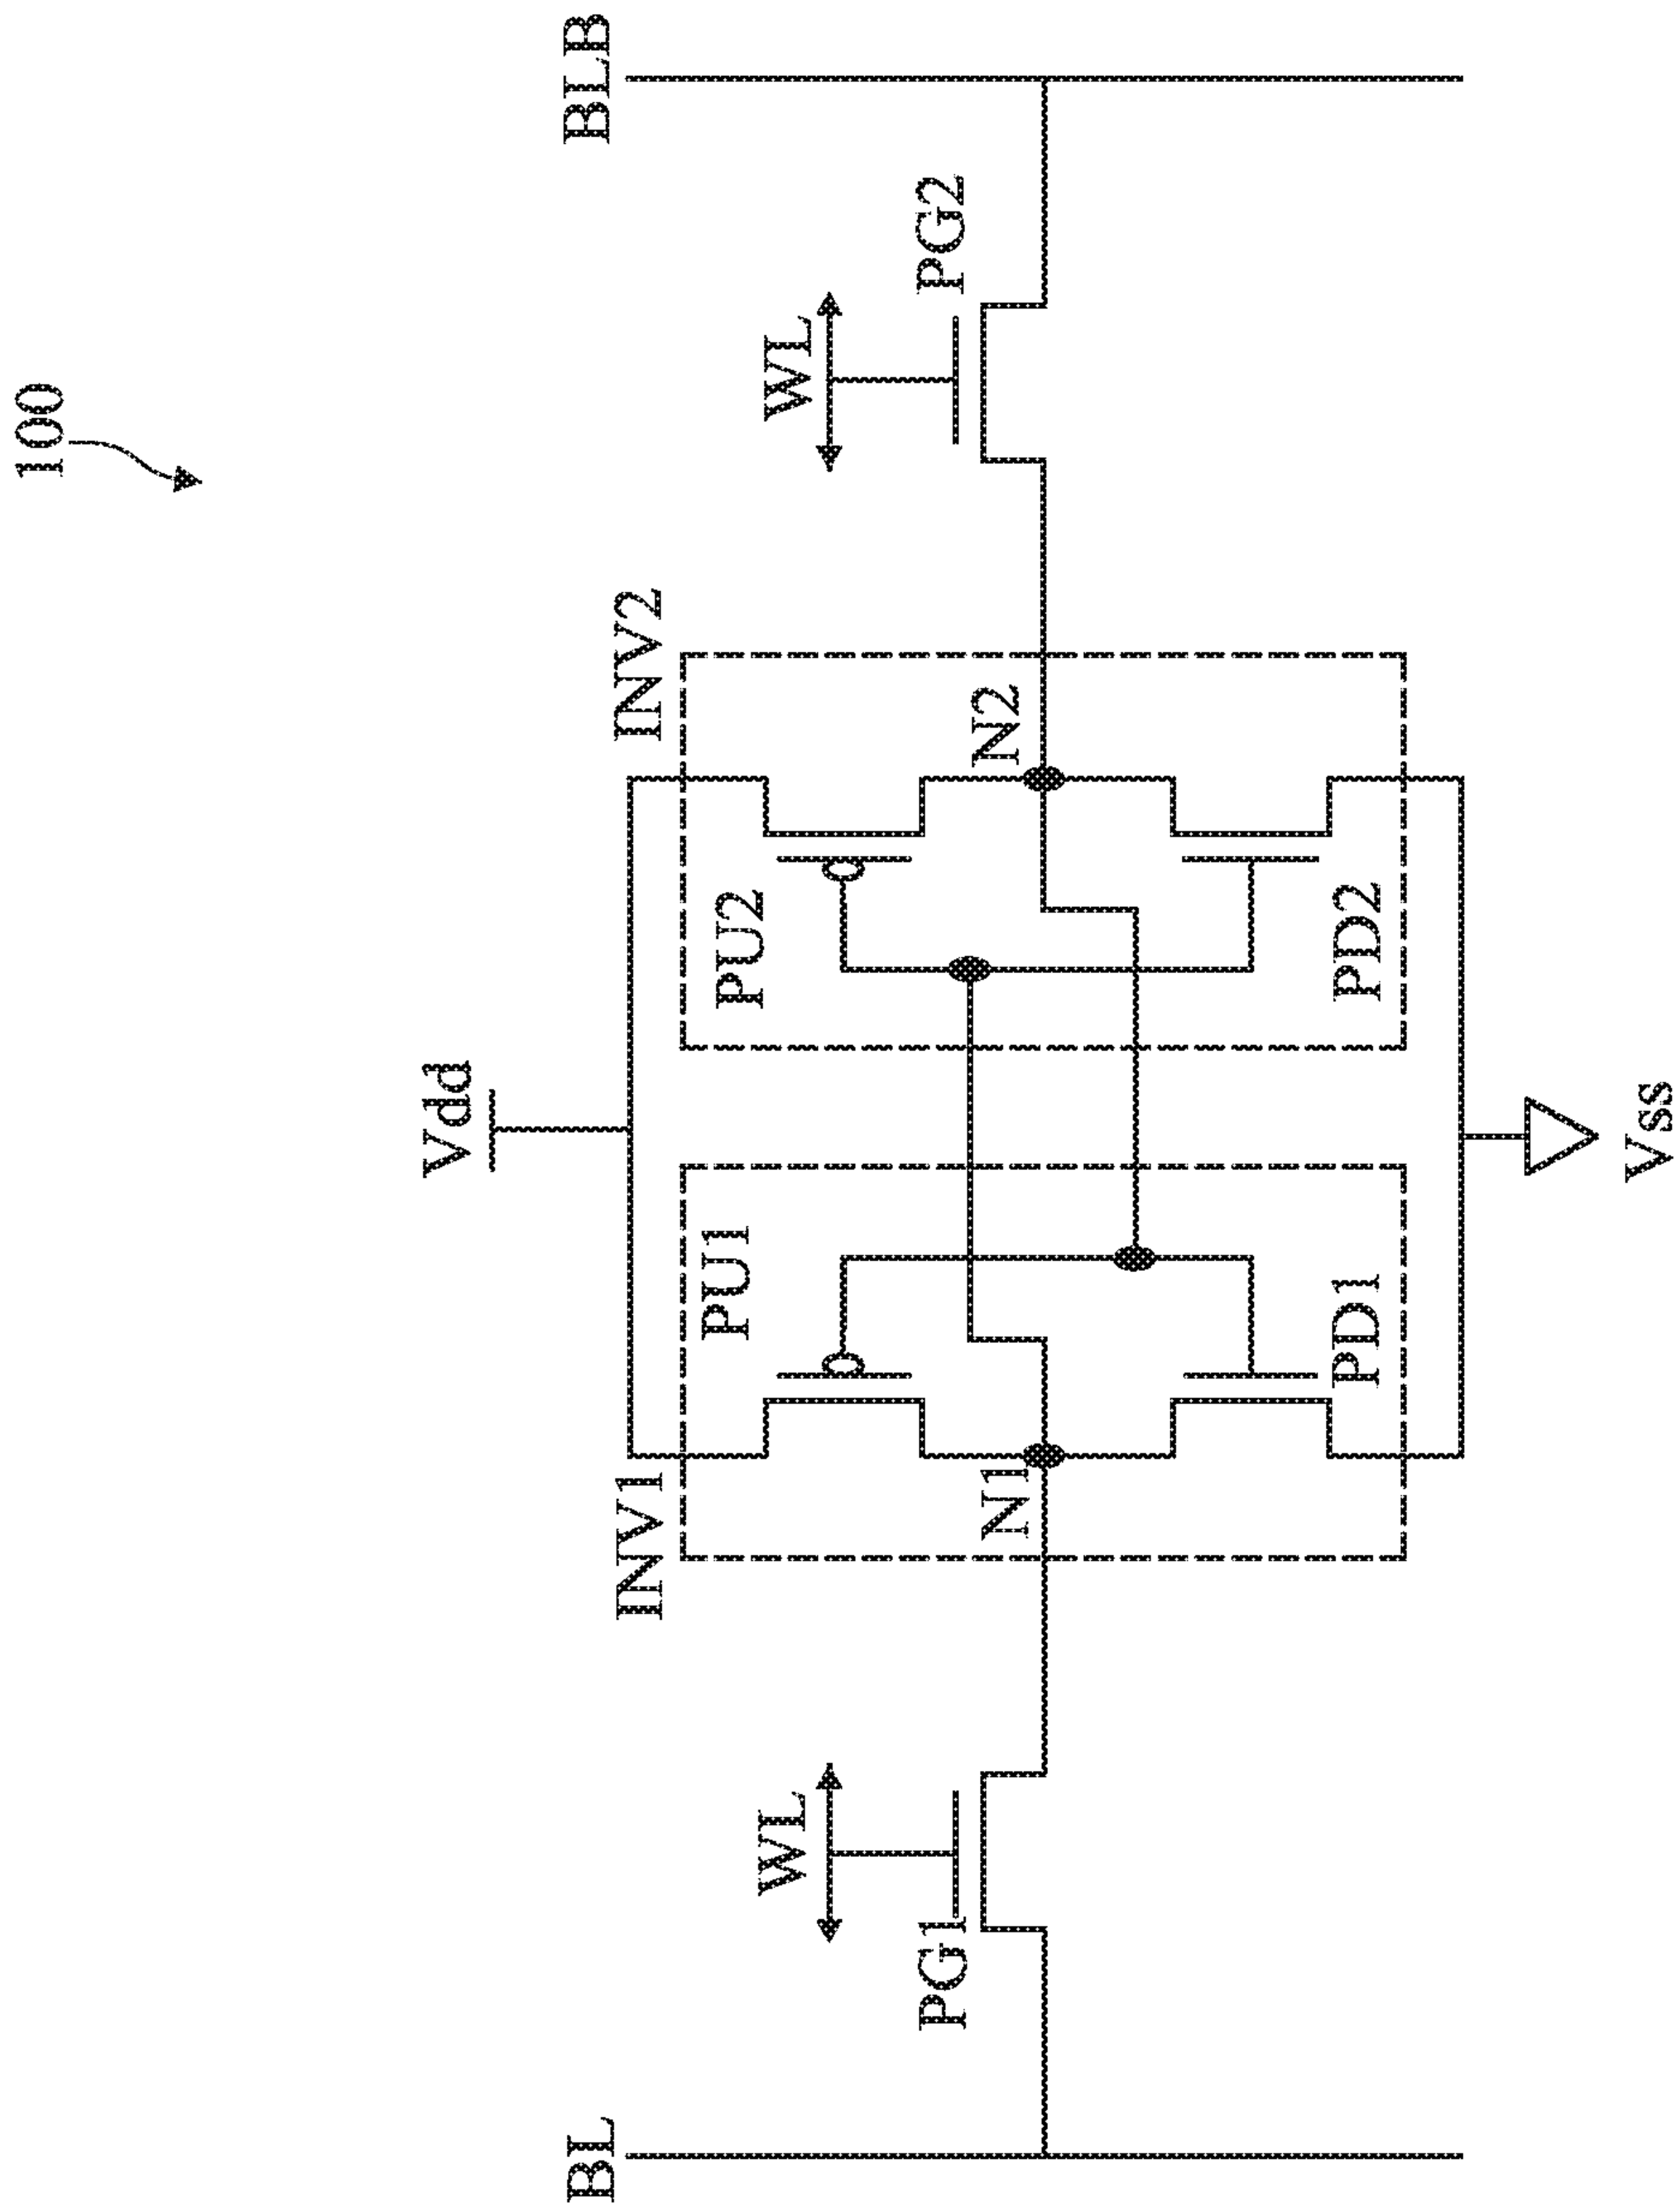 100
Vdd
BL
INV1
INV2
BLB
PU1
PU2
WL
WL
PG1
PG2
N1
N2
PD1
PD2
Vss